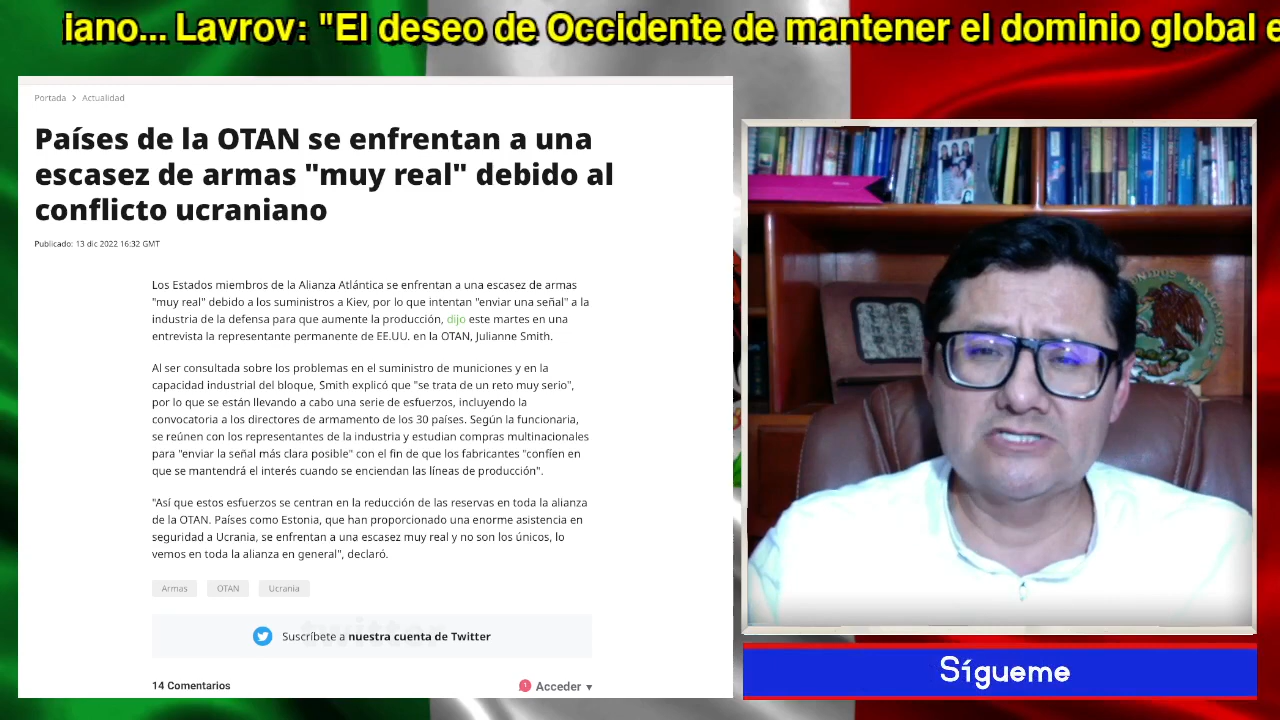 iano... Lavrov: "El deseo de Occidente de mantener el dominio global e
Portada > Actualidad
Países de la OTAN se enfrentan a una
escasez de armas "muy real" debido al
conflicto ucraniano
Publicado: 13 dic 2022 16:32 GMT
Los Estados miembros de la Alianza Atlántica se enfrentan a una escasez de armas
"muy real" debido a los suministros a Kiev, por lo que intentan "enviar una señal" a la
industria de la defensa para que aumente la producción, dijo este martes en una
entrevista la representante permanente de EE.UU. en la OTAN, Julianne Smith.
Al ser consultada sobre los problemas en el suministro de municiones y en la
capacidad industrial del bloque, Smith explicó que "se trata de un reto muy serio",
por lo que se están llevando a cabo una serie de esfuerzos, incluyendo la
convocatoria a los directores de armamento de los 30 países. Según la funcionaria,
se reúnen con los representantes de la industria y estudian compras multinacionales
para "enviar la señal más clara posible" con el fin de que los fabricantes "confíen en
que se mantendrá el interés cuando se enciendan las líneas de producción".
"Así que estos esfuerzos se centran en la reducción de las reservas en toda la alianza
de la OTAN. Países como Estonia, que han proporcionado una enorme asistencia en
seguridad a Ucrania, se enfrentan a una escasez muy real y no son los únicos, lo
vemos en toda la alianza en general", declaró.
Armas OTAN Ucrania
Suscríbete a nuestra cuenta de Twitter
14 Comentarios
1 Acceder ▼
Sígueme